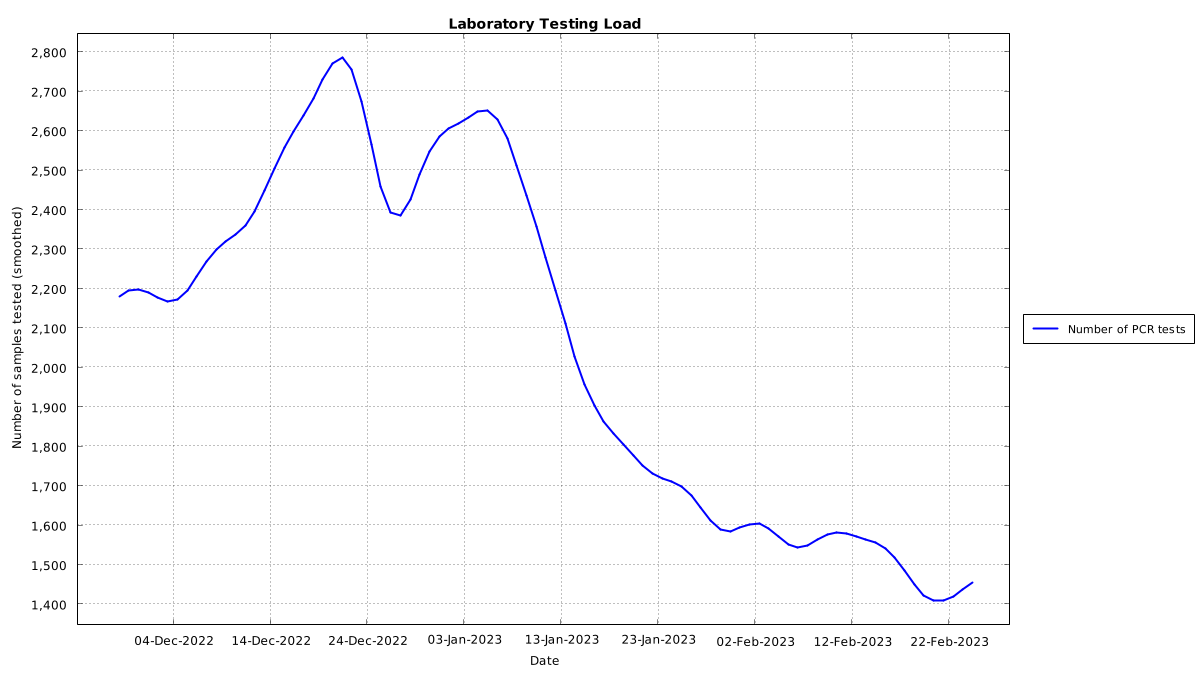 Laboratory Testing Load
Number of samples tested (smoothed)
2,800
2,700
2,600
2,500
2,400
2,300
2,200
2,100
2,000
1,900
1,800
1,700
1,600
1,500
1,400
04-Dec-2022
14-Dec-2022
24-Dec-2022
03-Jan-2023
13-Jan-2023
23-Jan-2023
02-Feb-2023
12-Feb-2023
22-Feb-2023
Date
Number of PCR tests